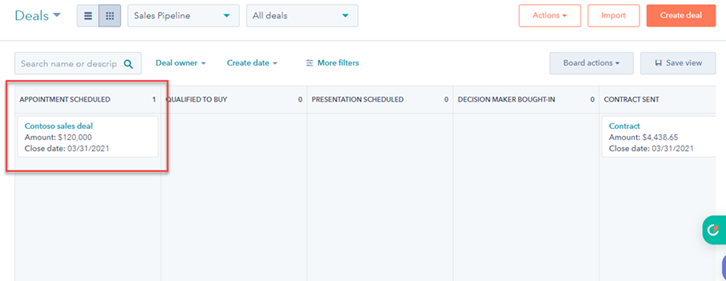 Deals
Sales Pipeline
All deals
Actions
Import
Create deal
Search name or descrip
Deal owner
Create date
More filters
Board actions
Save view
APPOINTMENT SCHEDULED 1
QUALIFIED TO BUY 0
PRESENTATION SCHEDULED 0
DECISION MAKER BOUGHT-IN 0
CONTRACT SENT
Contoso sales deal
Amount: $120,000
Close date: 03/31/2021
Contract
Amount: $4,438.65
Close date: 03/31/2021